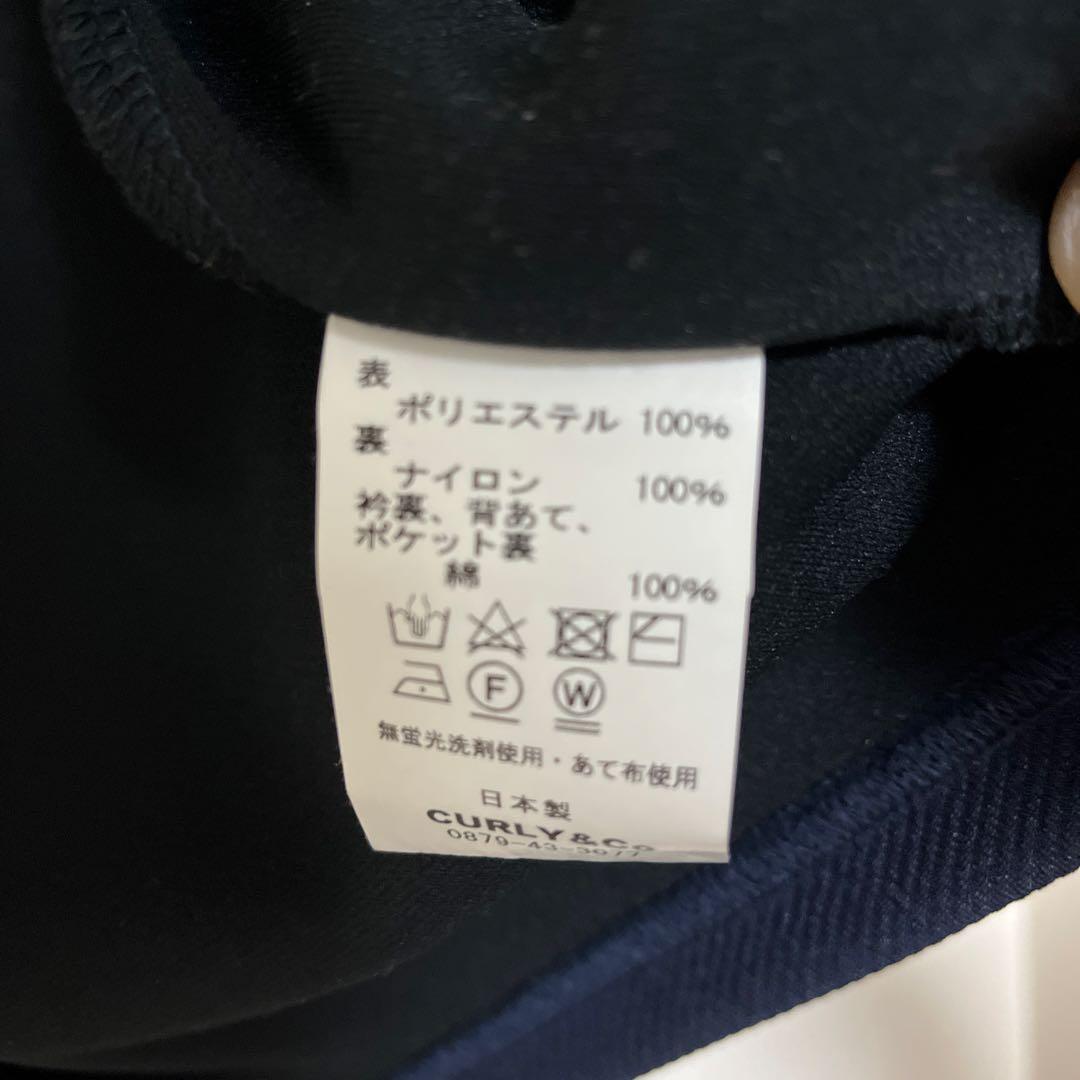 表
ポリエステル 100%
裏
ナイロン 100%
衿裏、背あて、
ポケット裏
綿 100%
F W
無蛍光洗剤使用・あて布使用
日本製
CURLY&Co
0879-43-3077